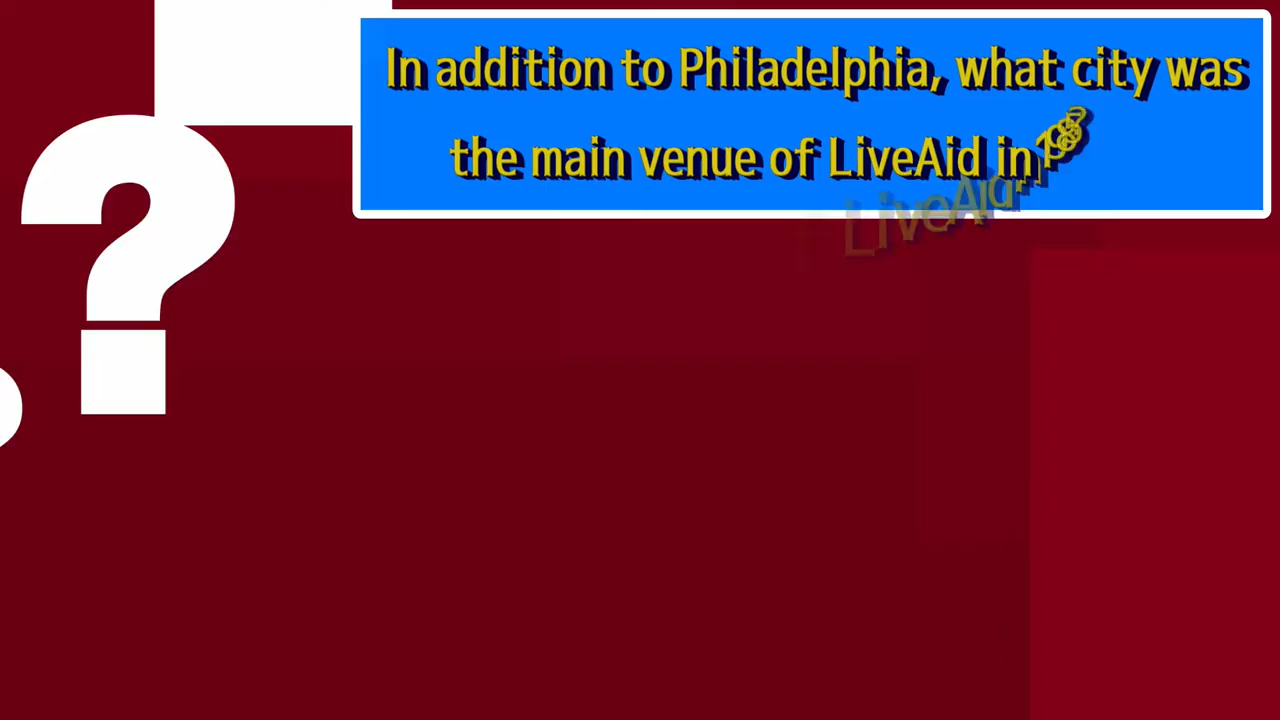 In addition to Philadelphia, what city was
the main venue of LiveAid in
LiveAid
?